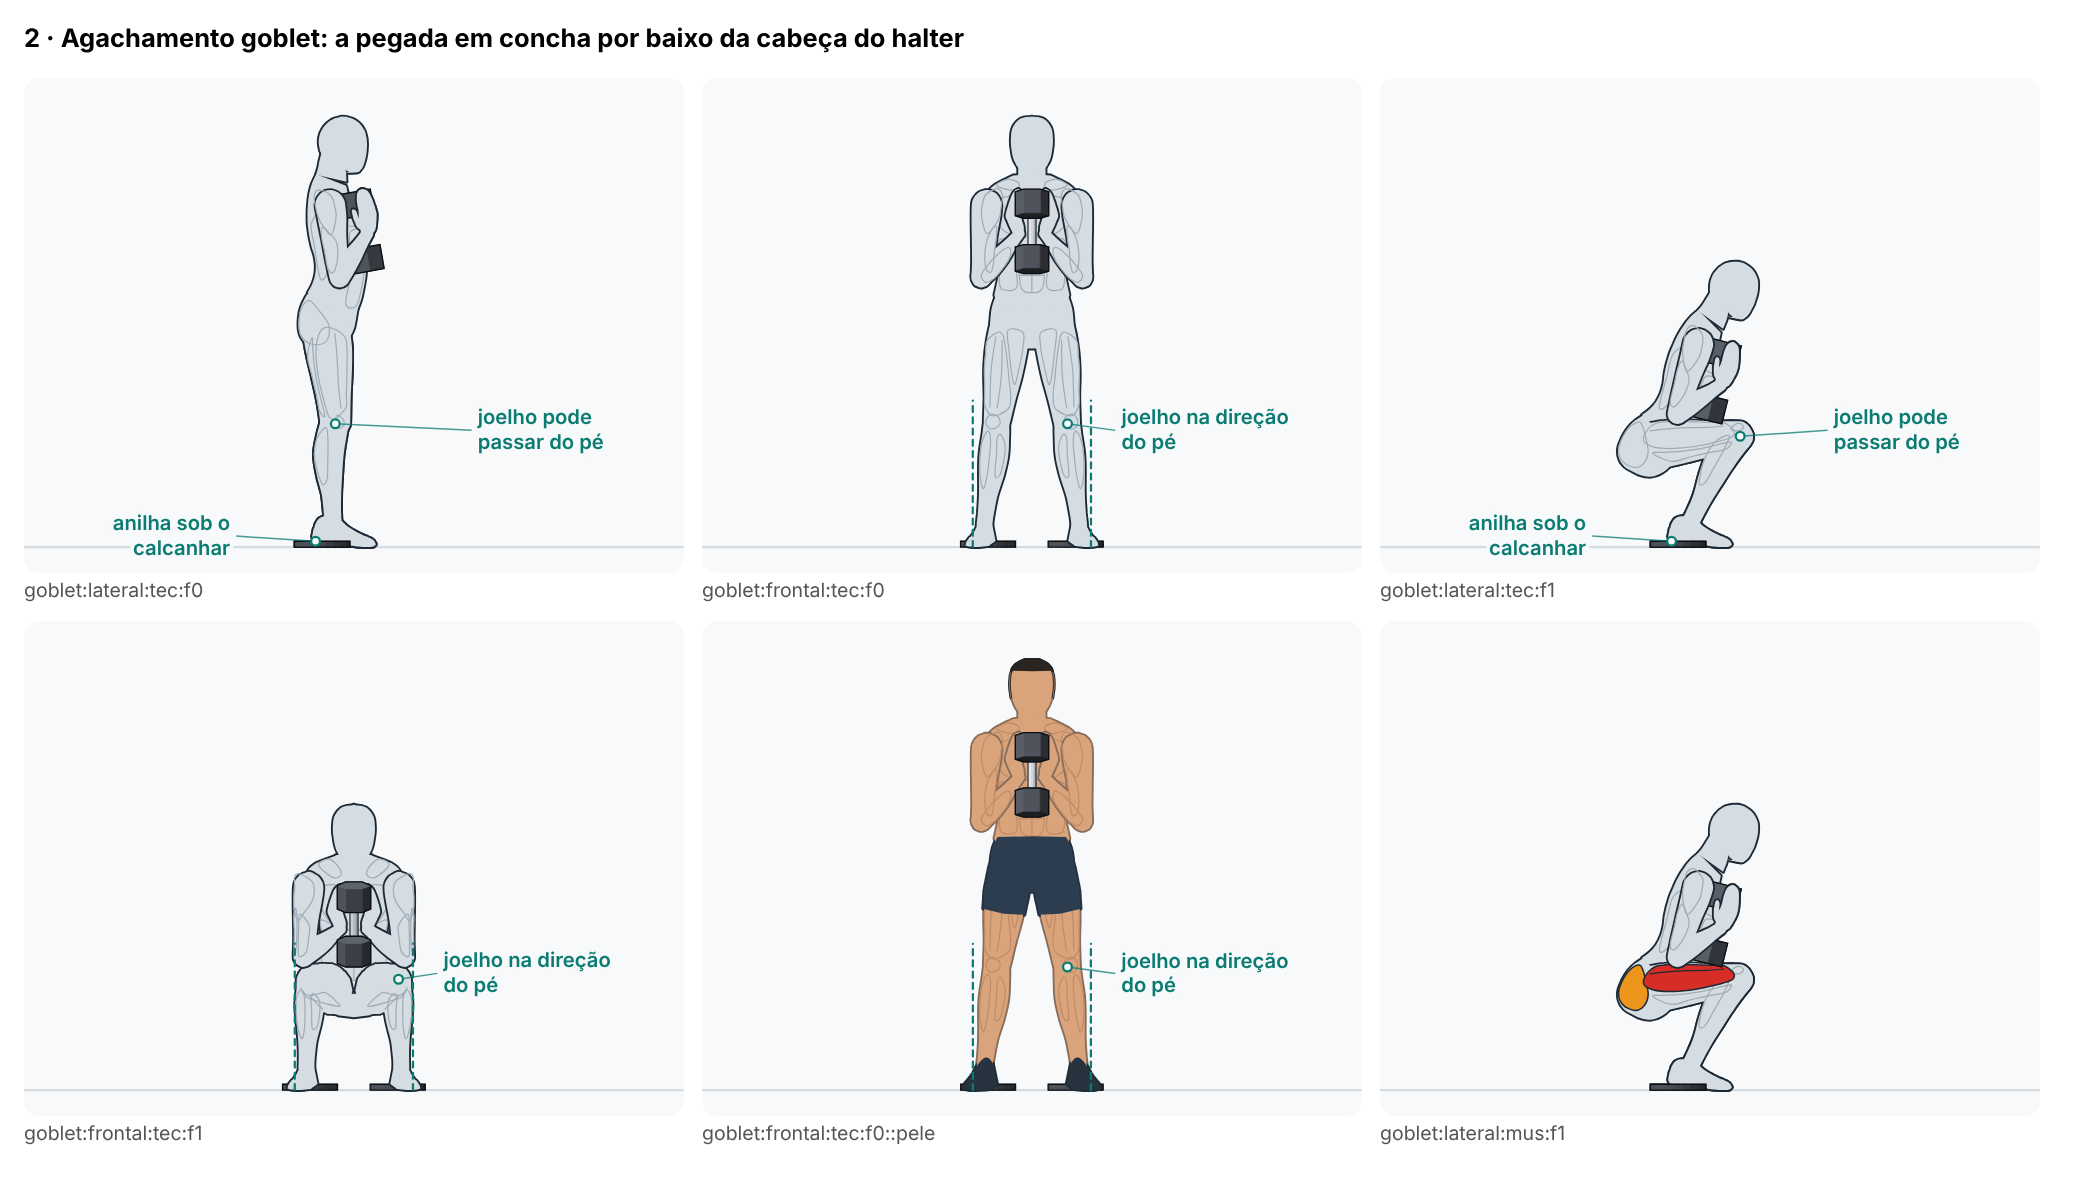 2 · Agachamento goblet: a pegada em concha por baixo da cabeça do halter
joelho pode
passar do pé
anilha sob o
calcanhar
goblet:lateral:tec:f0
joelho na direção
do pé
goblet:frontal:tec:f0
joelho pode
passar do pé
anilha sob o
calcanhar
goblet:lateral:tec:f1
joelho na direção
do pé
goblet:frontal:tec:f1
joelho na direção
do pé
goblet:frontal:tec:f0::pele
goblet:lateral:mus:f1